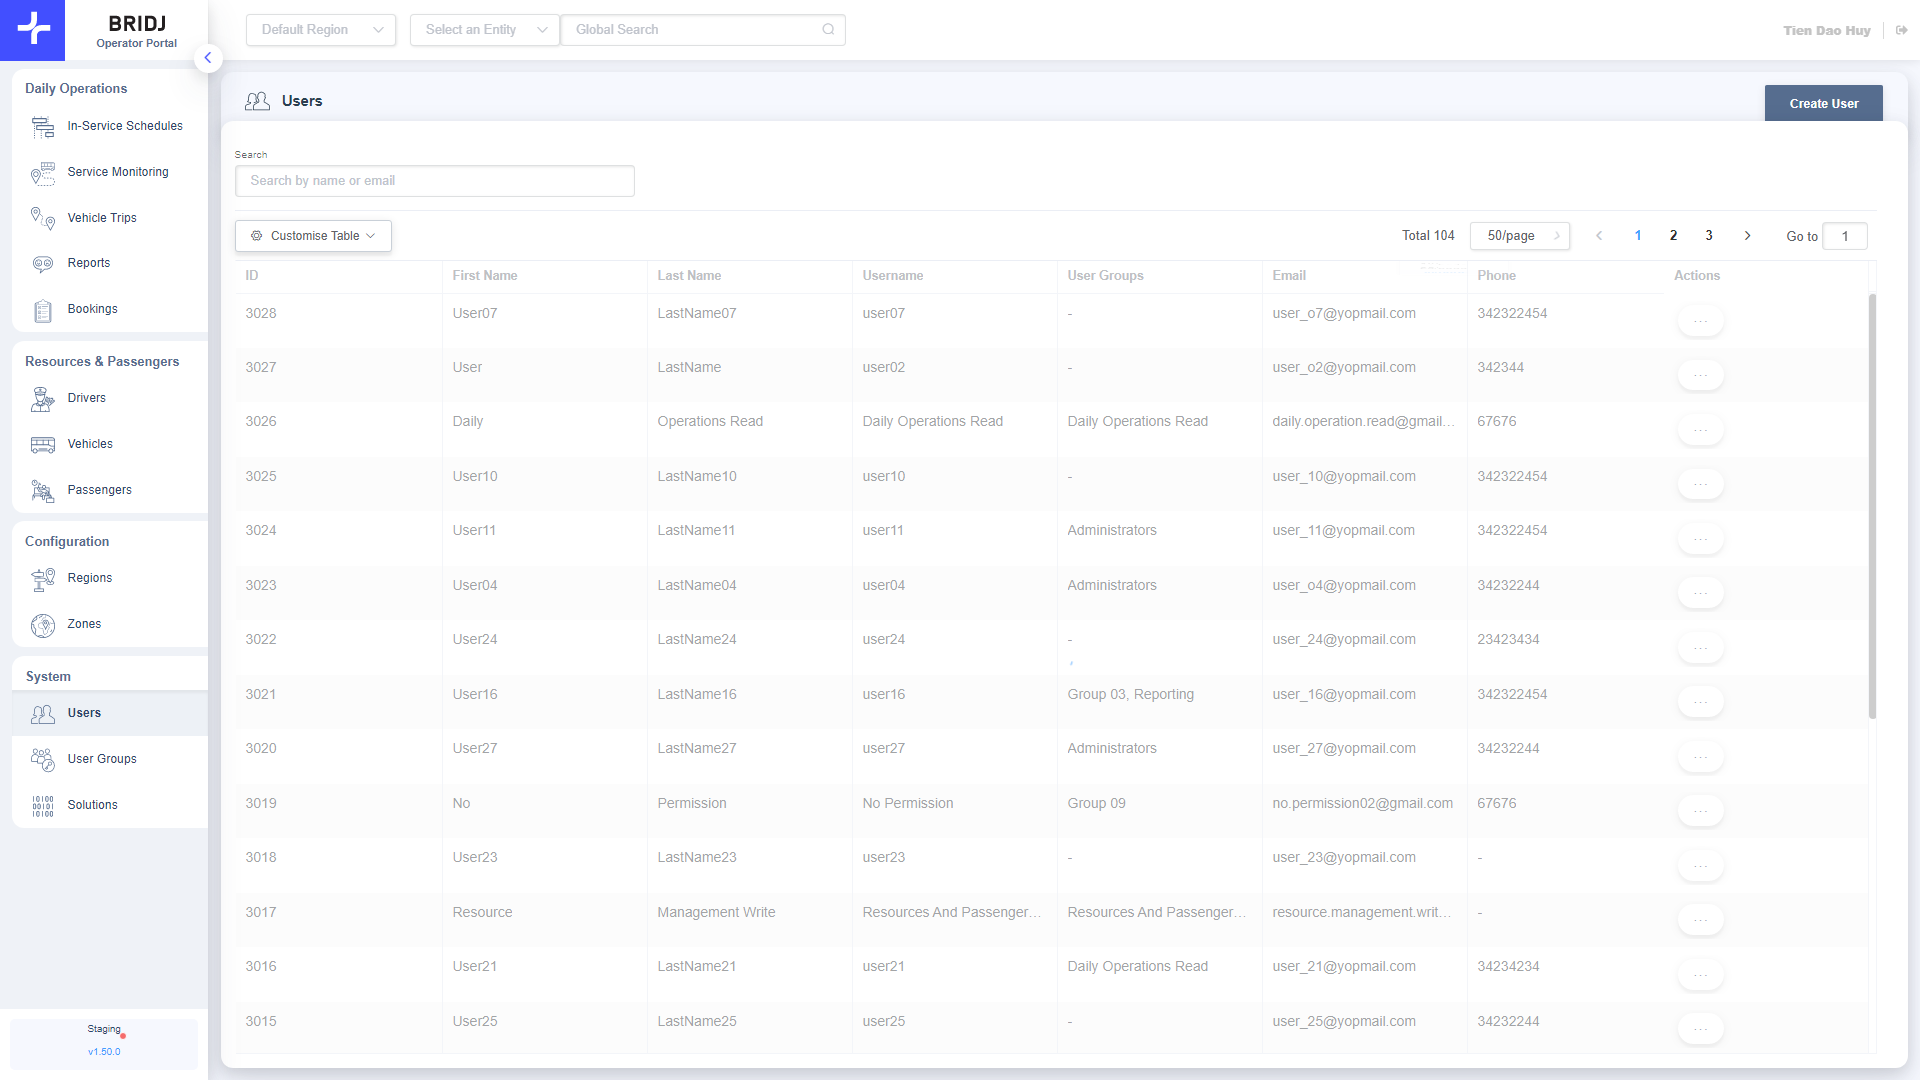 BRIDJ
Operator Portal
Default Region
Select an Entity
Global Search
Tien Dao Huy
Daily Operations
In-Service Schedules
Service Monitoring
Vehicle Trips
Reports
Bookings
Resources & Passengers
Drivers
Vehicles
Passengers
Configuration
Regions
Zones
System
Users
User Groups
Solutions
Staging
v1.50.0
Users
Create User
Search
Search by name or email
Customise Table
Total 104 50/page 1 2 3 Go to 1
ID First Name Last Name Username User Groups Email Phone Actions
3028 User07 LastName07 user07 - user_o7@yopmail.com 342322454 ...
3027 User LastName user02 - user_o2@yopmail.com 342344 ...
3026 Daily Operations Read Daily Operations Read Daily Operations Read daily.operation.read@gmail... 67676 ...
3025 User10 LastName10 user10 - user_10@yopmail.com 342322454 ...
3024 User11 LastName11 user11 Administrators user_11@yopmail.com 342322454 ...
3023 User04 LastName04 user04 Administrators user_o4@yopmail.com 34232244 ...
3022 User24 LastName24 user24 - user_24@yopmail.com 23423434 ...
,
3021 User16 LastName16 user16 Group 03, Reporting user_16@yopmail.com 342322454 ...
3020 User27 LastName27 user27 Administrators user_27@yopmail.com 34232244 ...
3019 No Permission No Permission Group 09 no.permission02@gmail.com 67676 ...
3018 User23 LastName23 user23 - user_23@yopmail.com - ...
3017 Resource Management Write Resources And Passenger... Resources And Passenger... resource.management.writ... - ...
3016 User21 LastName21 user21 Daily Operations Read user_21@yopmail.com 34234234 ...
3015 User25 LastName25 user25 - user_25@yopmail.com 34232244 ...